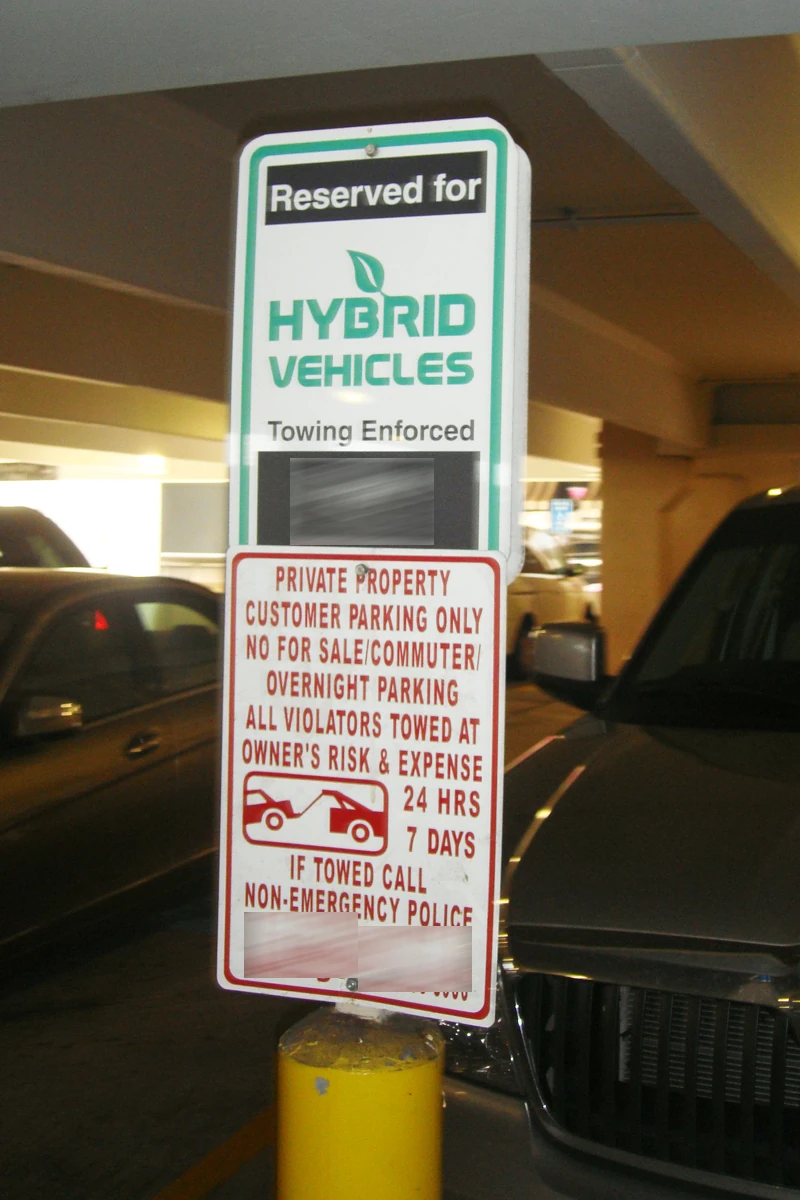 Reserved for
HYBRID
VEHICLES
Towing Enforced
PRIVATE PROPERTY
CUSTOMER PARKING ONLY
NO FOR SALE/COMMUTER/
OVERNIGHT PARKING
ALL VIOLATORS TOWED AT
OWNER'S RISK & EXPENSE
24 HRS
7 DAYS
IF TOWED CALL
NON-EMERGENCY POLICE